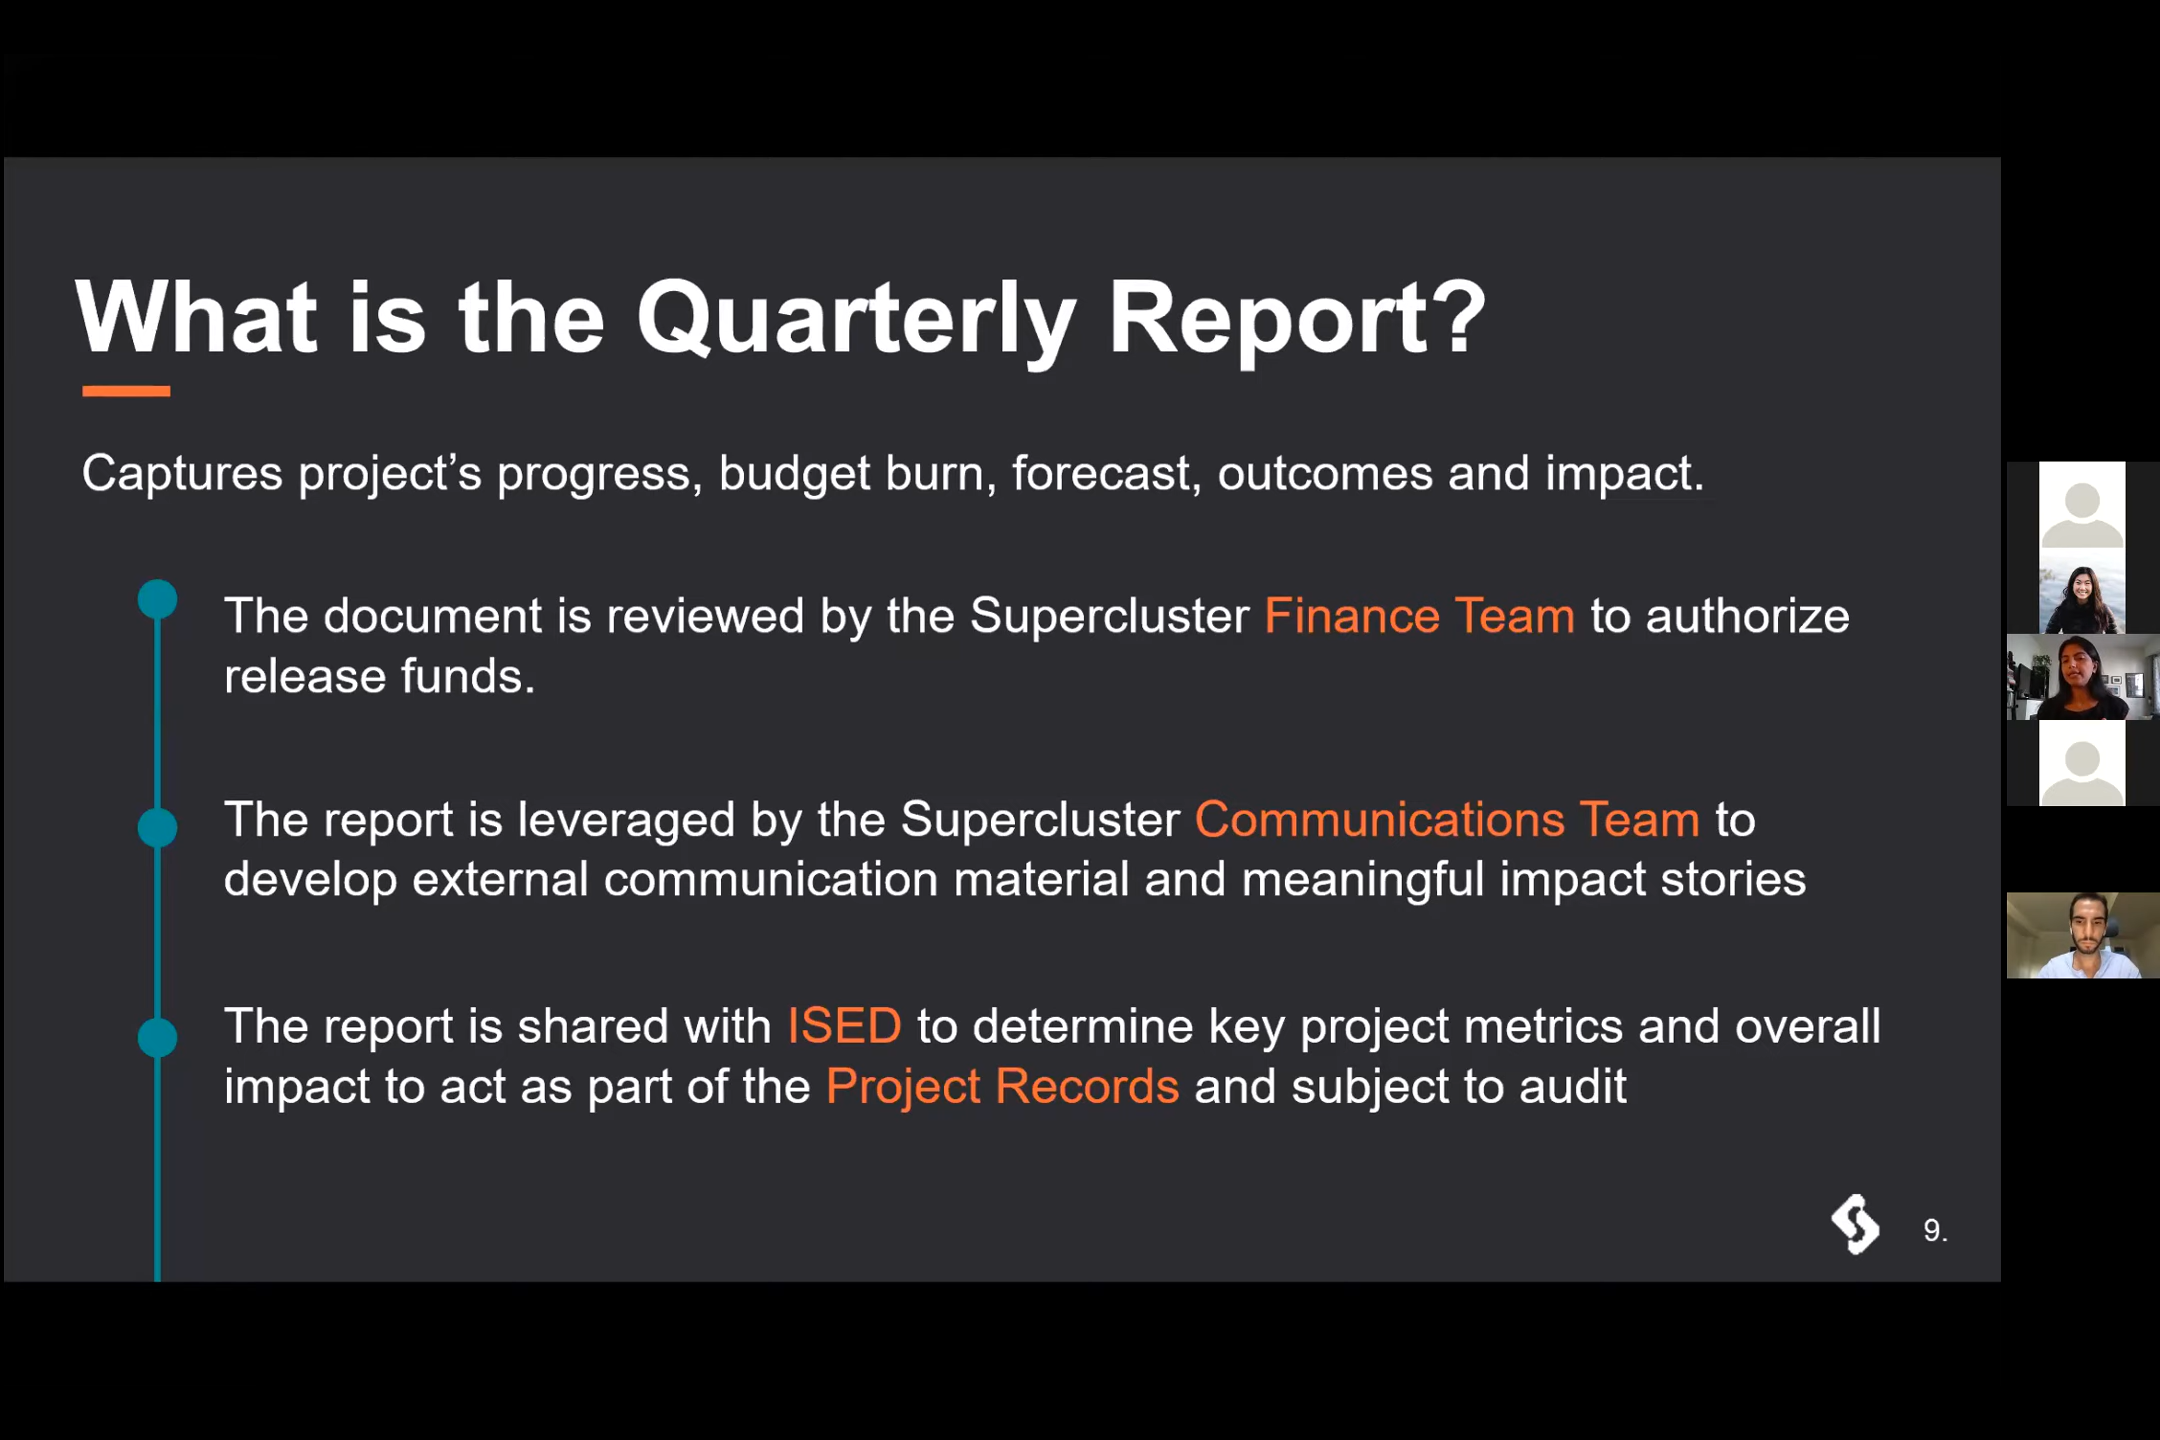 What is the Quarterly Report?
Captures project’s progress, budget burn, forecast, outcomes and impact.
The document is reviewed by the Supercluster Finance Team to authorize
release funds.
The report is leveraged by the Supercluster Communications Team to
develop external communication material and meaningful impact stories
The report is shared with ISED to determine key project metrics and overall
impact to act as part of the Project Records and subject to audit
9.